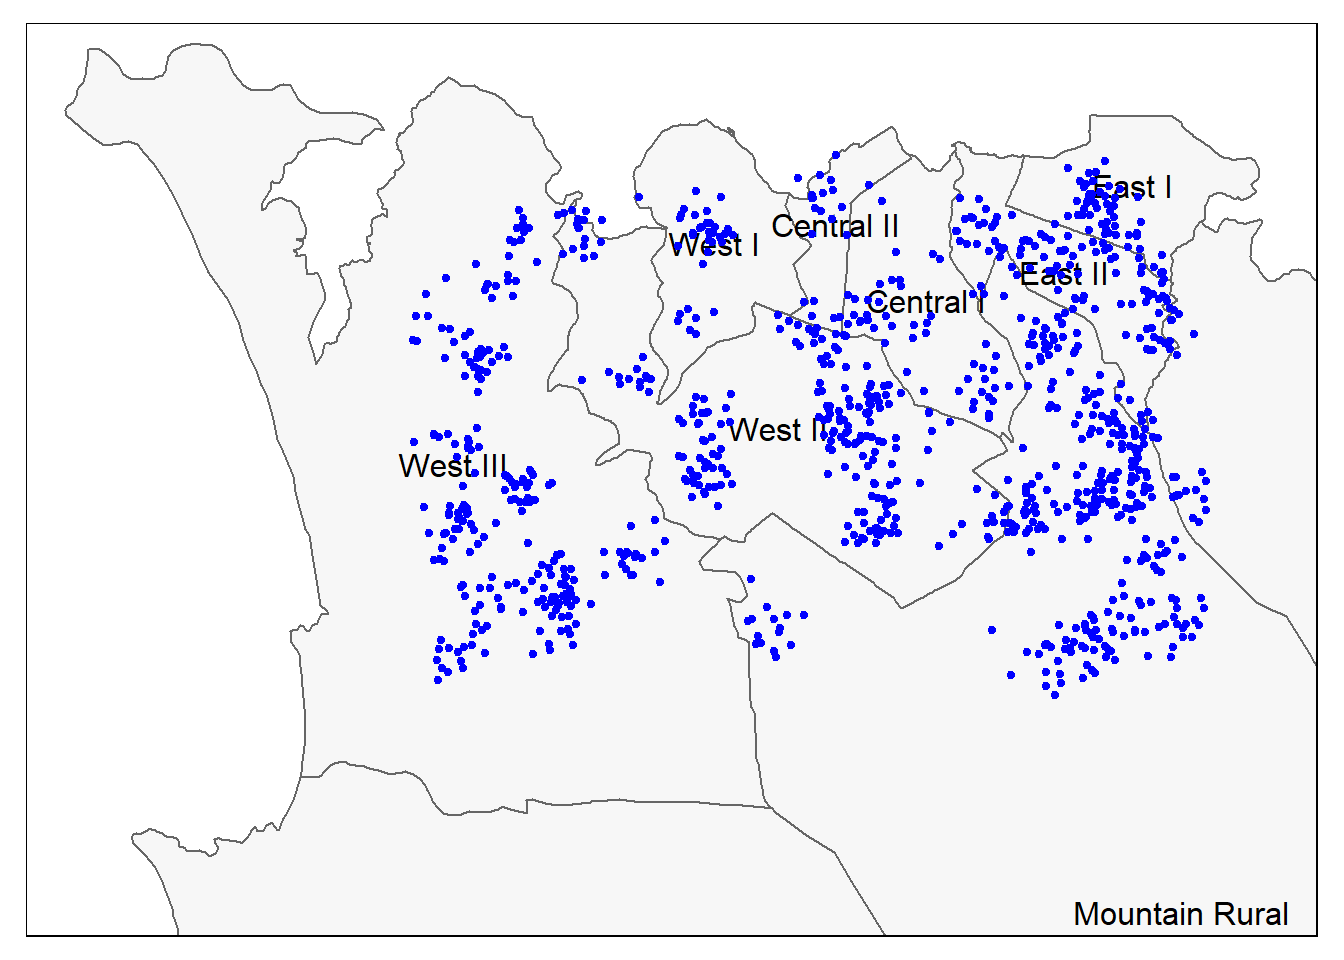 East I
Central II
West I
East II
Central I
West II
West III
Mountain Rural